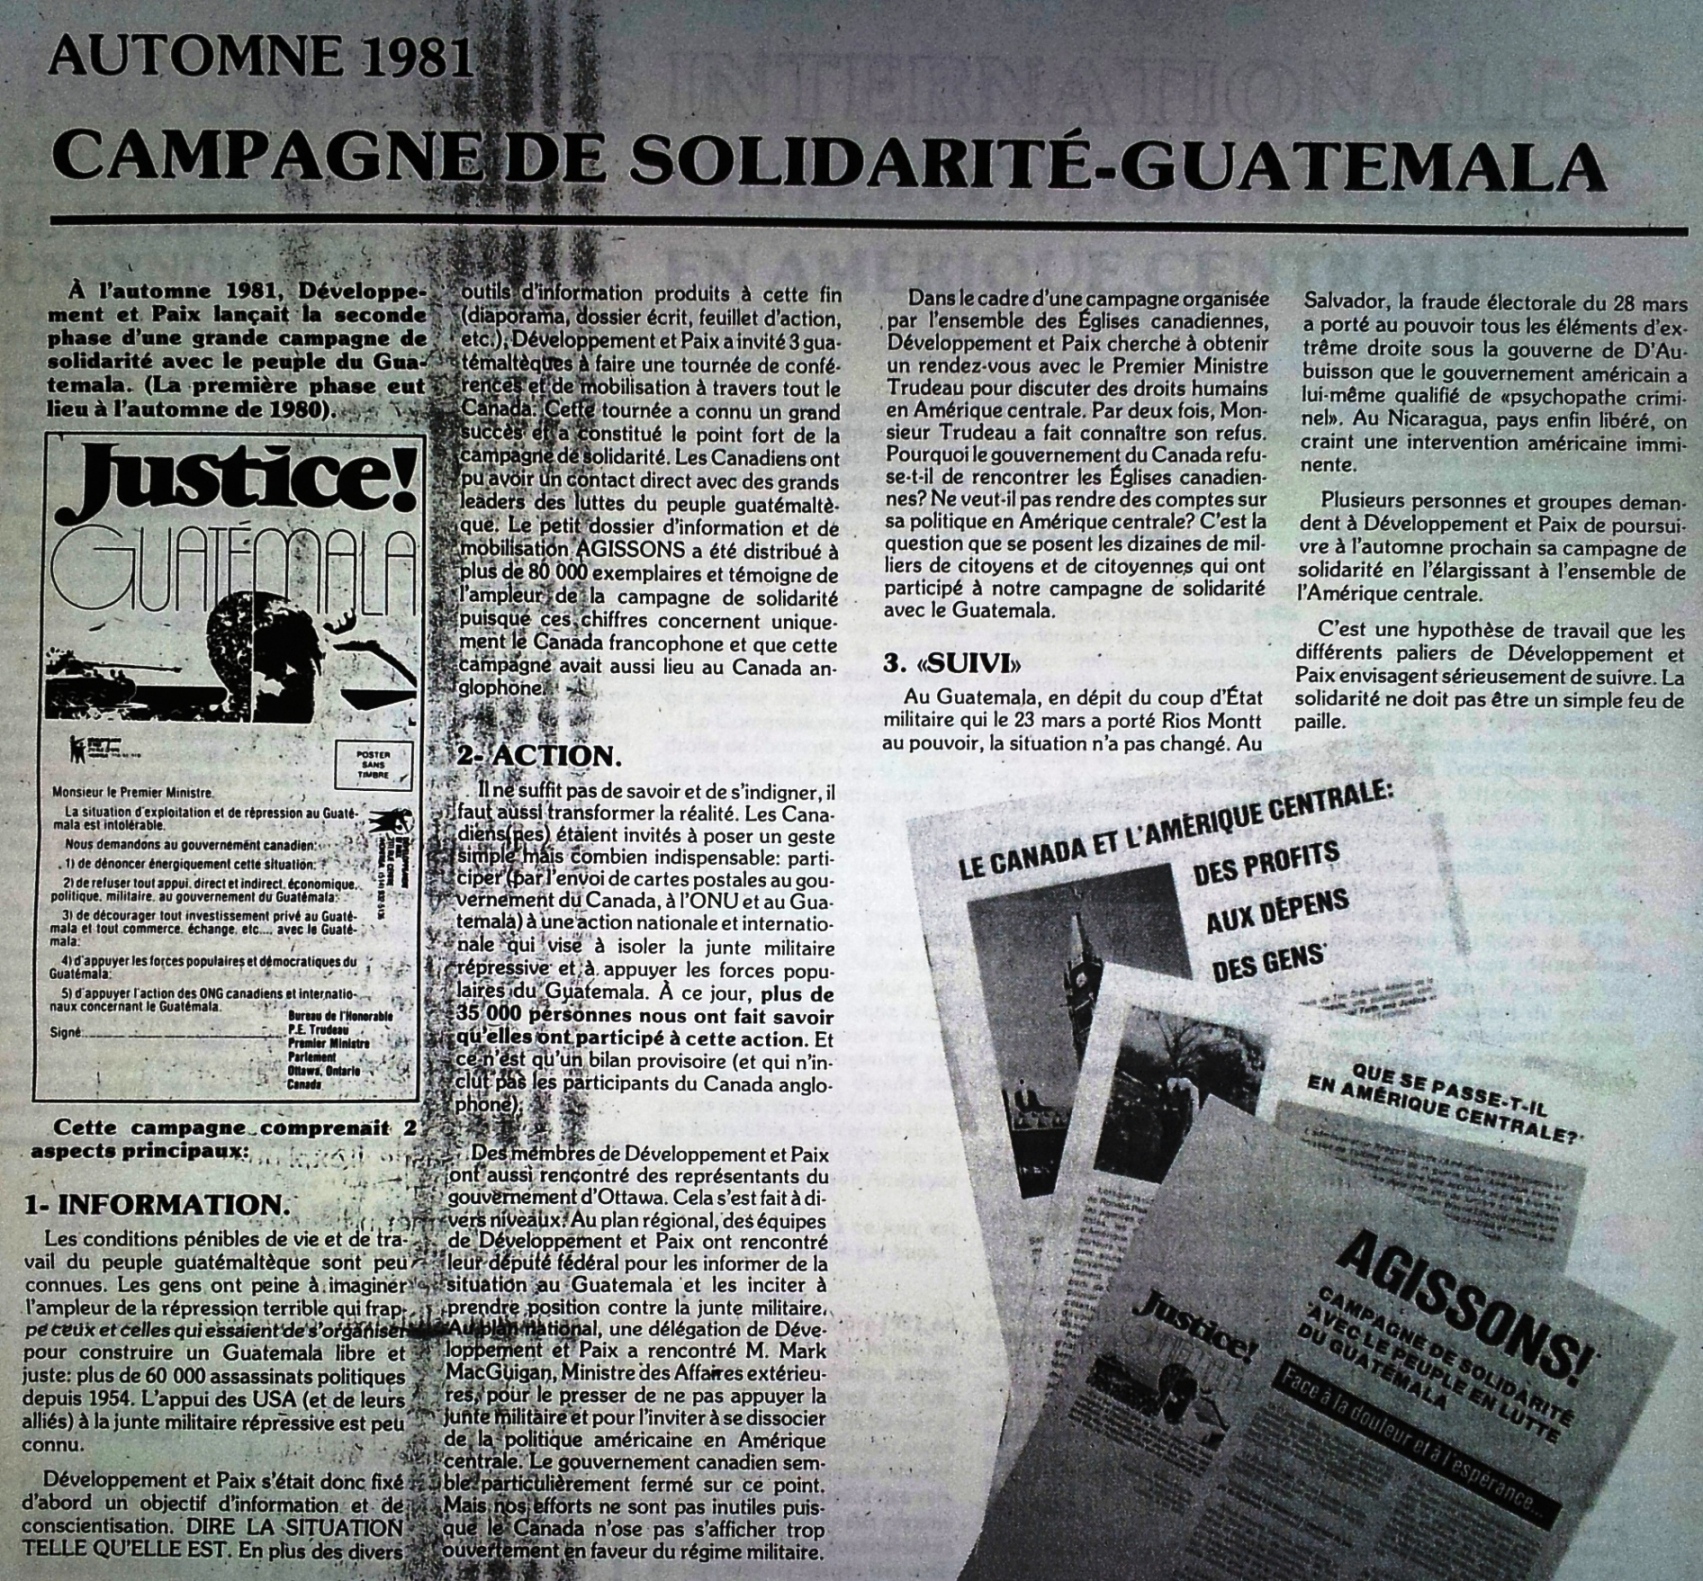 AUTOMNE 1981
CAMPAGNE DE SOLIDARITÉ-GUATEMALA
À l'automne 1981, Développe-
ment et Paix lançait la seconde
phase d'une grande campagne de
solidarité avec le peuple du Gua-
temala. (La première phase eut
lieu à l'automne de 1980).
Justice!
GUATÉMALA
POSTER
SANS
TIMBRE
Monsieur le Premier Ministre
La situation d'exploitation et de répression au Guaté-
mala est intolérable.
Nous demandons au gouvernement canadien:
1) de dénoncer énergiquement cette situation;
2) de refuser tout appui, direct et indirect, économique,
politique, militaire, au gouvernement du Guatémala;
3) de décourager tout investissement privé au Guaté-
mala et tout commerce, échange, etc..., avec le Guaté-
mala;
4) d'appuyer les forces populaires et démocratiques du
Guatémala;
5) d'appuyer l'action des ONG canadiens et internatio-
naux concernant le Guatémala.
Signé
Bureau de l'Honorable
P.E. Trudeau
Premier Ministre
Parlement
Ottawa, Ontario
Canada
Cette campagne comprenait 2
aspects principaux:
1- INFORMATION.
Les conditions pénibles de vie et de tra-
vail du peuple guatémaltèque sont peu
connues. Les gens ont peine à imaginer
l'ampleur de la répression terrible qui frap-
pe ceux et celles qui essaient de s'organiser
pour construire un Guatemala libre et
juste: plus de 60 000 assassinats politiques
depuis 1954. L'appui des USA (et de leurs
alliés) à la junte militaire répressive est peu
connu.
Développement et Paix s'était donc fixé
d'abord un objectif d'information et de
conscientisation. DIRE LA SITUATION
TELLE QU'ELLE EST. En plus des divers
outils d'information produits à cette fin
(diaporama, dossier écrit, feuillet d'action,
etc.), Développement et Paix a invité 3 gua-
témaltèques à faire une tournée de confé-
rences et de mobilisation à travers tout le
Canada. Cette tournée a connu un grand
succès et a constitué le point fort de la
campagne de solidarité. Les Canadiens ont
pu avoir un contact direct avec des grands
leaders des luttes du peuple guatémaltè-
que. Le petit dossier d'information et de
mobilisation AGISSONS a été distribué à
plus de 80 000 exemplaires et témoigne de
l'ampleur de la campagne de solidarité
puisque ces chiffres concernent unique-
ment le Canada francophone et que cette
campagne avait aussi lieu au Canada an-
glophone.
2- ACTION.
Il ne suffit pas de savoir et de s'indigner, il
faut aussi transformer la réalité. Les Cana-
diens(nes) étaient invités à poser un geste
simple mais combien indispensable: parti-
ciper (par l'envoi de cartes postales au gou-
vernement du Canada, à l'ONU et au Gua-
temala) à une action nationale et internatio-
nale qui vise à isoler la junte militaire
répressive et à appuyer les forces popu-
laires du Guatemala. À ce jour, plus de
35 000 personnes nous ont fait savoir
qu'elles ont participé à cette action. Et
ce n'est qu'un bilan provisoire (et qui n'in-
clut pas les participants du Canada anglo-
phone).
Des membres de Développement et Paix
ont aussi rencontré des représentants du
gouvernement d'Ottawa. Cela s'est fait à di-
vers niveaux: Au plan régional, des équipes
de Développement et Paix ont rencontré
leur député fédéral pour les informer de la
situation au Guatemala et les inciter à
prendre position contre la junte militaire.
Au plan national, une délégation de Déve-
loppement et Paix a rencontré M. Mark
MacGuigan, Ministre des Affaires extérieu-
res, pour le presser de ne pas appuyer la
junte militaire et pour l'inviter à se dissocier
de la politique américaine en Amérique
centrale. Le gouvernement canadien sem-
ble particulièrement fermé sur ce point.
Mais nos efforts ne sont pas inutiles puis-
que le Canada n'ose pas s'afficher trop
ouvertement en faveur du régime militaire.
Dans le cadre d'une campagne organisée
par l'ensemble des Églises canadiennes,
Développement et Paix cherche à obtenir
un rendez-vous avec le Premier Ministre
Trudeau pour discuter des droits humains
en Amérique centrale. Par deux fois, Mon-
sieur Trudeau a fait connaître son refus.
Pourquoi le gouvernement du Canada refu-
se-t-il de rencontrer les Églises canadien-
nes? Ne veut-il pas rendre des comptes sur
sa politique en Amérique centrale? C'est la
question que se posent les dizaines de mil-
liers de citoyens et de citoyennes qui ont
participé à notre campagne de solidarité
avec le Guatemala.
3. «SUIVI»
Au Guatemala, en dépit du coup d'État
militaire qui le 23 mars a porté Rios Montt
au pouvoir, la situation n'a pas changé. Au
Salvador, la fraude électorale du 28 mars
a porté au pouvoir tous les éléments d'ex-
trême droite sous la gouverne de D'Au-
buisson que le gouvernement américain a
lui-même qualifié de «psychopathe crimi-
nel». Au Nicaragua, pays enfin libéré, on
craint une intervention américaine immi-
nente.
Plusieurs personnes et groupes deman-
dent à Développement et Paix de poursui-
vre à l'automne prochain sa campagne de
solidarité en l'élargissant à l'ensemble de
l'Amérique centrale.
C'est une hypothèse de travail que les
différents paliers de Développement et
Paix envisagent sérieusement de suivre. La
solidarité ne doit pas être un simple feu de
paille.
LE CANADA ET L'AMÉRIQUE CENTRALE:
DES PROFITS
AUX DÉPENS
DES GENS
QUE SE PASSE-T-IL
EN AMÉRIQUE CENTRALE?
AGISSONS!
CAMPAGNE DE SOLIDARITÉ
AVEC LE PEUPLE EN LUTTE
DU GUATEMALA
Justice!
Face à la douleur et à l'espérance...